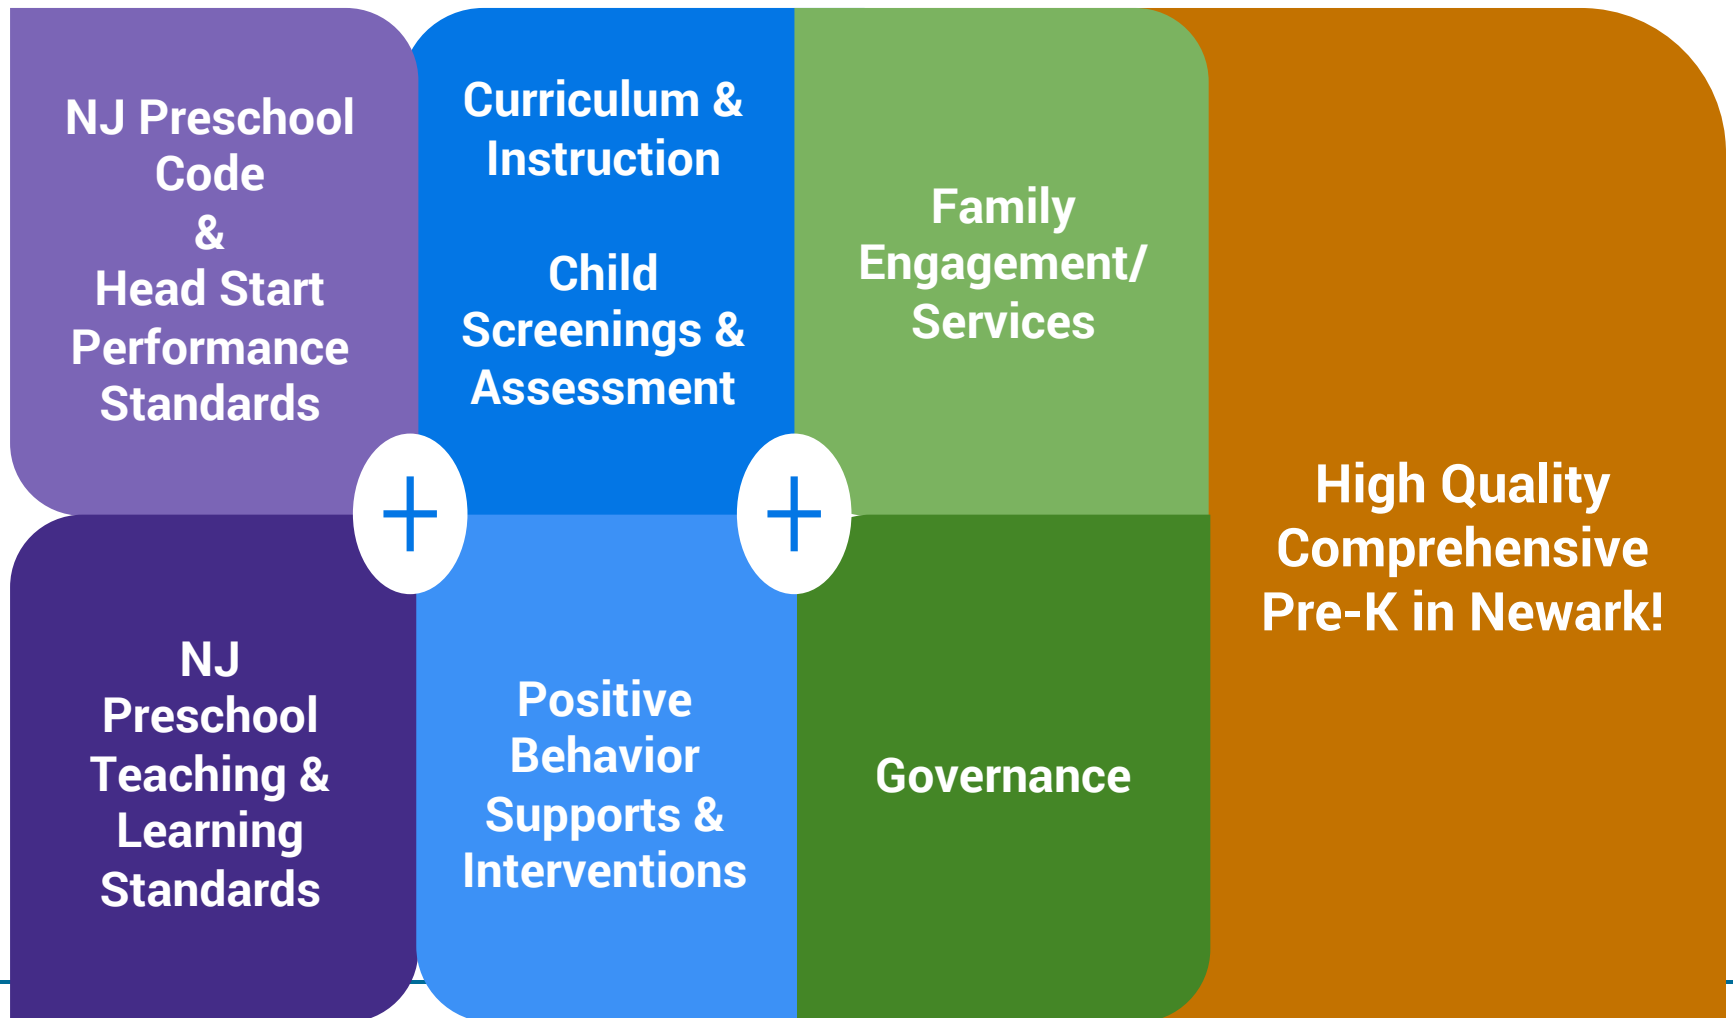 NJ Preschool
Code
&
Head Start
Performance
Standards
Curriculum &
Instruction
Child
Screenings &
Assessment
Family
Engagement/
Services
High Quality
Comprehensive
Pre-K in Newark!
NJ
Preschool
Teaching &
Learning
Standards
Positive
Behavior
Supports &
Interventions
Governance